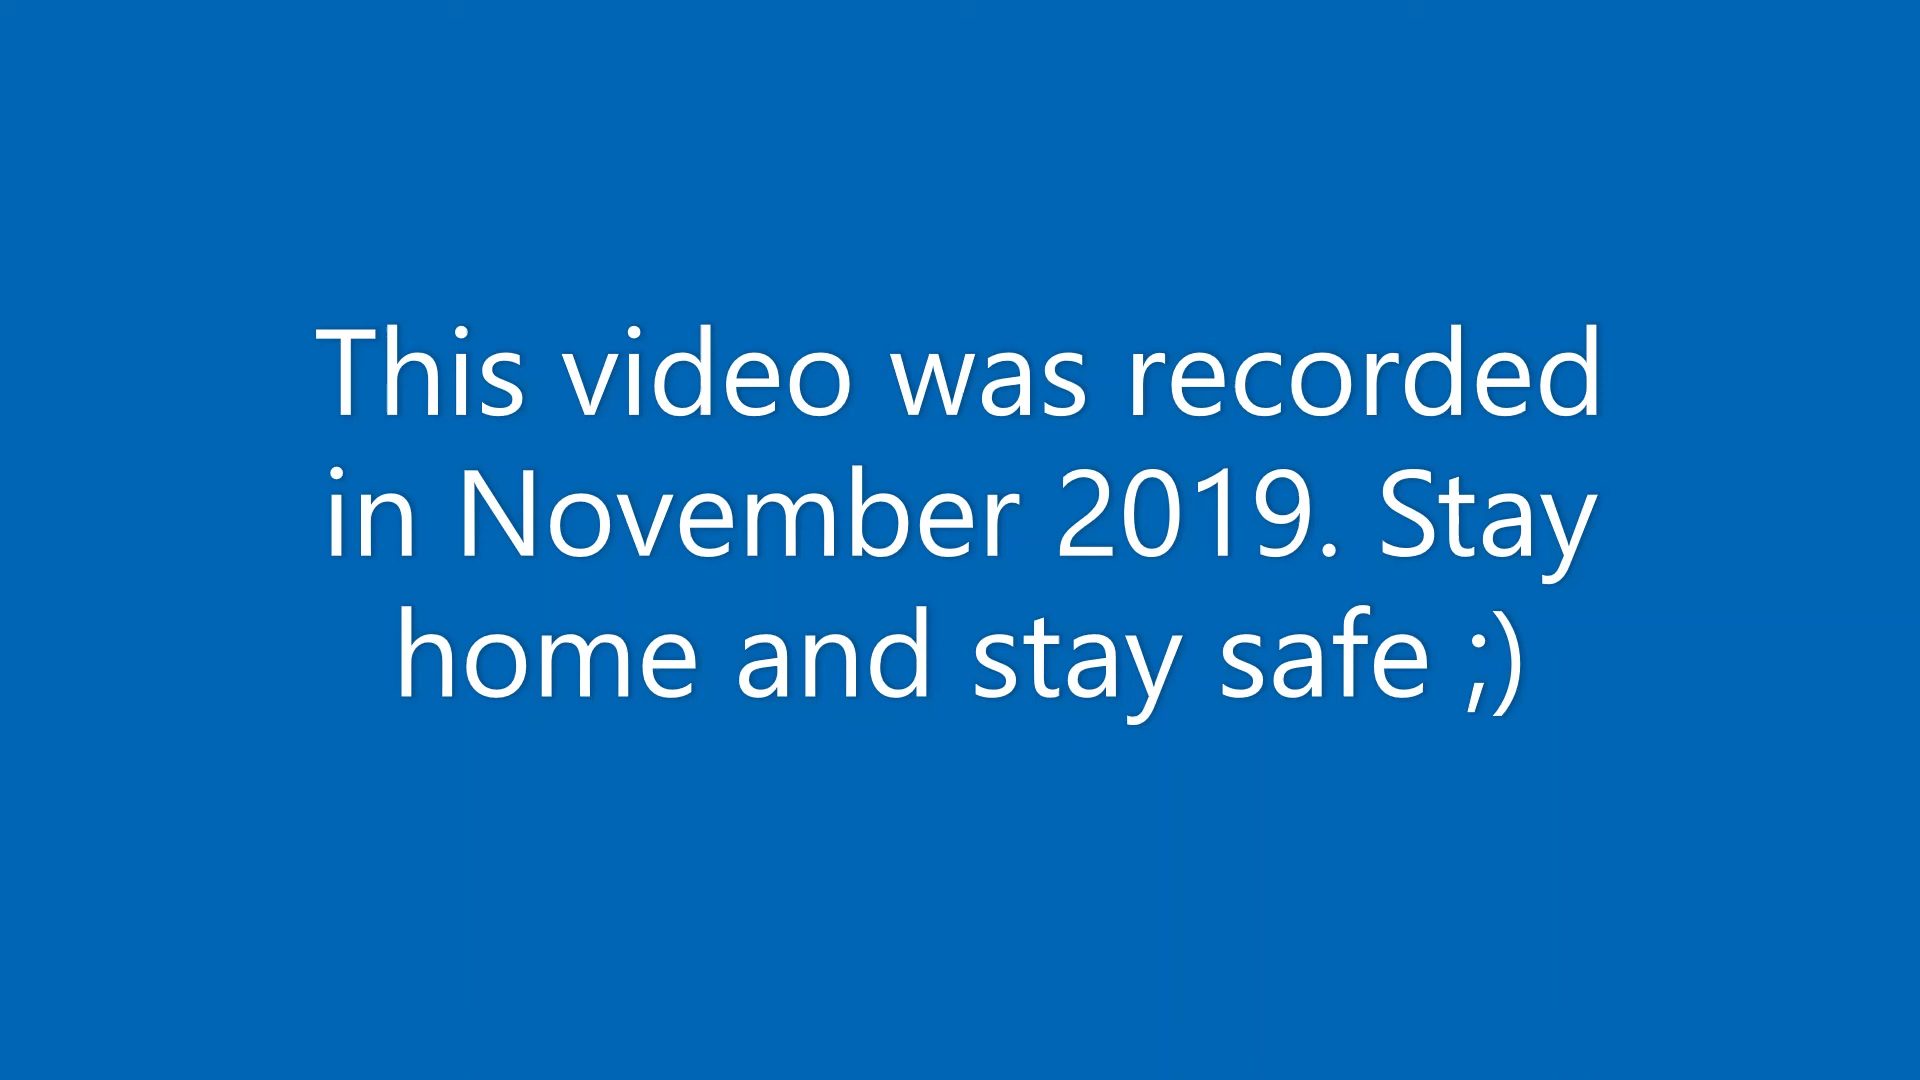 This video was recorded
in November 2019. Stay
home and stay safe ;)